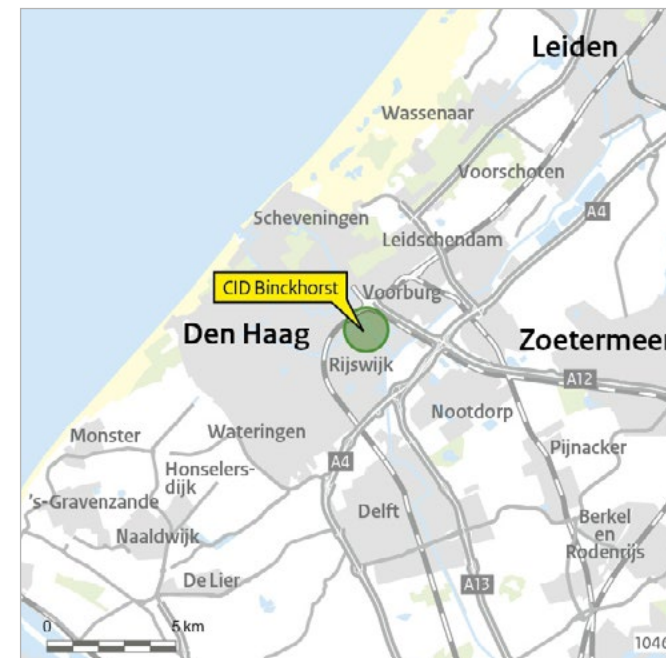 Leiden
Wassenaar
Voorschoten
A4
Scheveningen
Leidschendam
CID Binckhorst
Voorburg
Den Haag
Zoetermeer
Rijswijk
A12
Nootdorp
Monster
Wateringen
Pijnacker
A4
Honselers-
dijk
's-Gravenzande
Delft
Naaldwijk
Berkel
en
Rodenrijs
De Lier
A13
0
5 km
1046